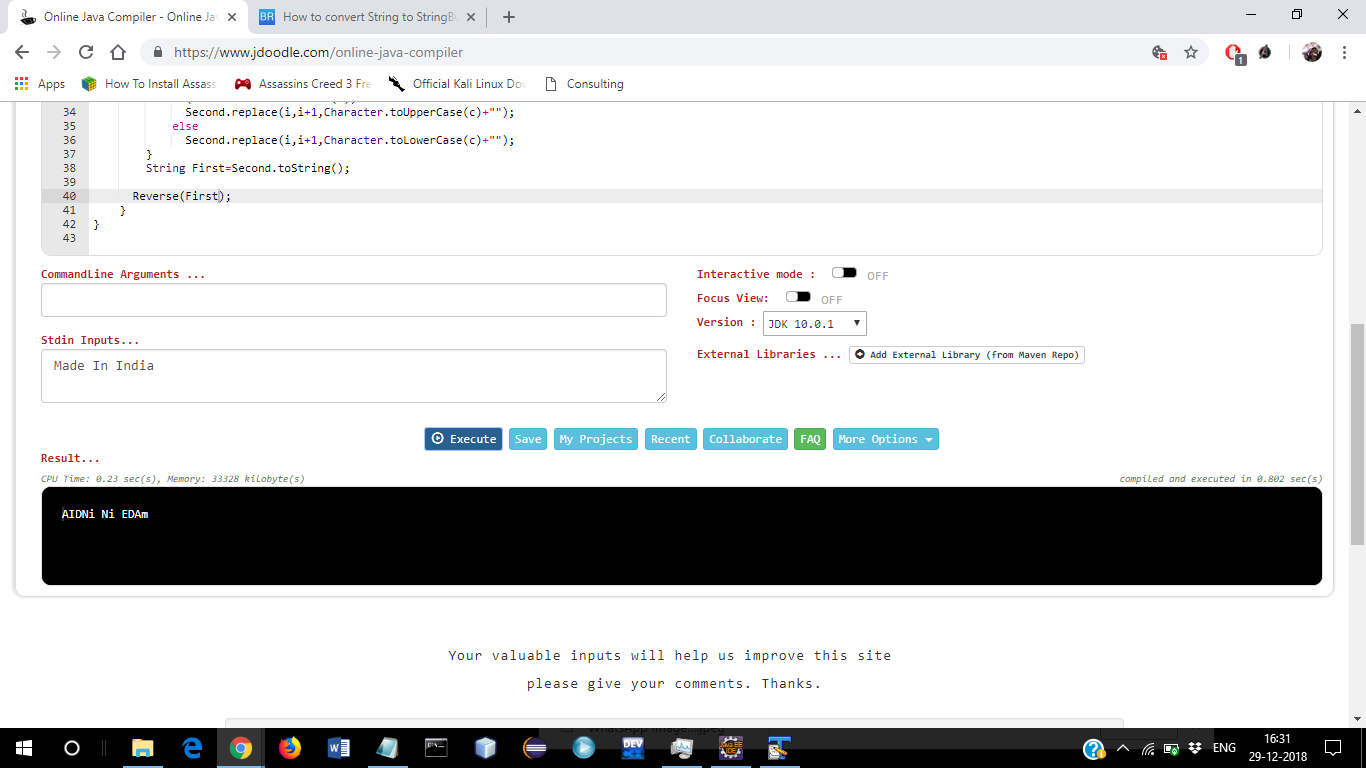 Online Java Compiler - Online Ja
BR How to convert String to StringBu
https://www.jdoodle.com/online-java-compiler
1
Apps How To Install Assass Assassins Creed 3 Fre Official Kali Linux Dov Consulting
34 Second.replace(i,i+1,Character.toUpperCase(c)+"");
35 else
36 Second.replace(i,i+1,Character.toLowerCase(c)+"");
37 }
38 String First=Second.toString();
39
40 Reverse(First);
41 }
42 }
43
CommandLine Arguments ...
Interactive mode : OFF
Focus View: OFF
Version : JDK 10.0.1
Stdin Inputs...
External Libraries ... Add External Library (from Maven Repo)
Made In India
Execute Save My Projects Recent Collaborate FAQ More Options
Result...
CPU Time: 0.23 sec(s), Memory: 33328 kilobyte(s)
compiled and executed in 0.802 sec(s)
AIDNi Ni EDAm
Your valuable inputs will help us improve this site
please give your comments. Thanks.
DEV
ENG
16:31
29-12-2018